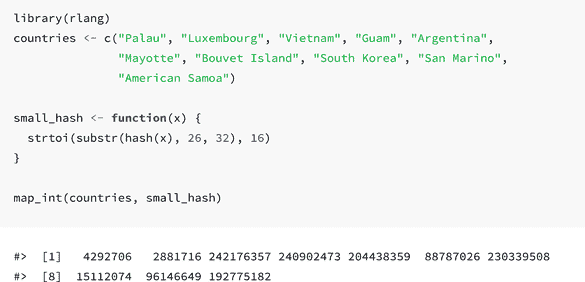 library(rlang)
countries <- c("Palau", "Luxembourg", "Vietnam", "Guam", "Argentina",
"Mayotte", "Bouvet Island", "South Korea", "San Marino",
"American Samoa")
small_hash <- function(x) {
strtoi(substr(hash(x), 26, 32), 16)
}
map_int(countries, small_hash)
#> [1] 4292706 2881716 242176357 240902473 204438359 88787026 230339508
#> [8] 15112074 96146649 192775182